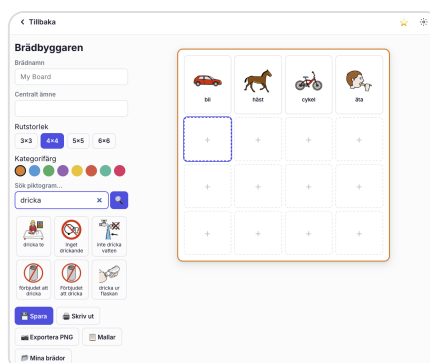 Tillbaka
Brädbyggaren
Brädnamn
My Board
Centralt ämne
Rutstorlek
3×3 4×4 5×5 6×6
Kategorifärg
Sök piktogram...
dricka ×
dricka te
Inget drickande
inte dricka vatten
förbjudet att dricka
Förbjudet att dricka
dricka ur flaskan
Spara Skriv ut
Exportera PNG Mallar
Mina brädor
bil häst cykel äta
+ + +
+ + + +
+ + + +